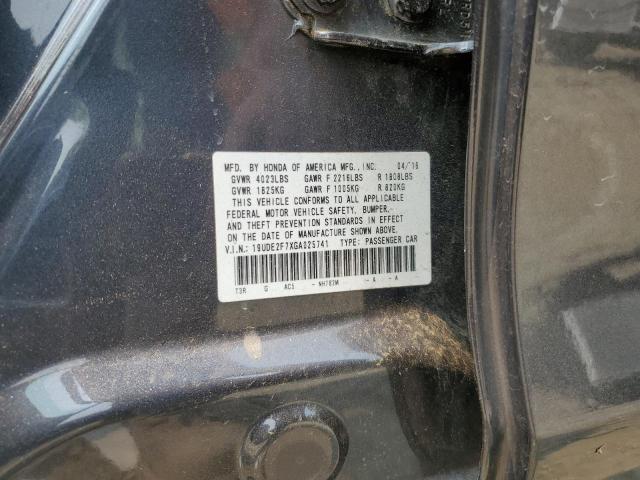 MFD. BY HONDA OF AMERICA MFG.,INC. 04/16
GVWR 4023LBS GAWR F 2216LBS R 1808LBS
GVWR 1825KG GAWR F 1005KG R 820KG
THIS VEHICLE CONFORMS TO ALL APPLICABLE
FEDERAL MOTOR VEHICLE SAFETY, BUMPER,
AND THEFT PREVENTION STANDARDS IN EFFECT
ON THE DATE OF MANUFACTURE SHOWN ABOVE.
V.I.N.: 19UDE2F7XGA025741 TYPE: PASSENGER CAR
T3R G AC5 - NH782M - A - A